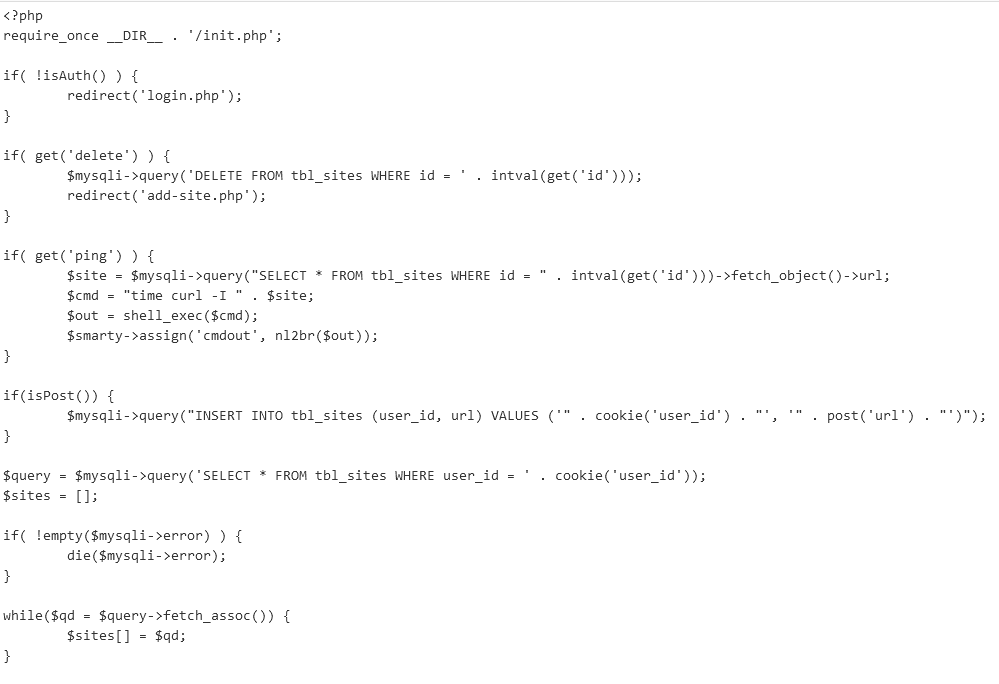 <?php
require_once __DIR__ . '/init.php';
if( !isAuth() ) {
redirect('login.php');
}
if( get('delete') ) {
$mysqli->query('DELETE FROM tbl_sites WHERE id = ' . intval(get('id')));
redirect('add-site.php');
}
if( get('ping') ) {
$site = $mysqli->query("SELECT * FROM tbl_sites WHERE id = " . intval(get('id')))->fetch_object()->url;
$cmd = "time curl -I " . $site;
$out = shell_exec($cmd);
$smarty->assign('cmdout', nl2br($out));
}
if(isPost()) {
$mysqli->query("INSERT INTO tbl_sites (user_id, url) VALUES ('" . cookie('user_id') . "', '" . post('url') . "')");
}
$query = $mysqli->query('SELECT * FROM tbl_sites WHERE user_id = ' . cookie('user_id'));
$sites = [];
if( !empty($mysqli->error) ) {
die($mysqli->error);
}
while($qd = $query->fetch_assoc()) {
$sites[] = $qd;
}